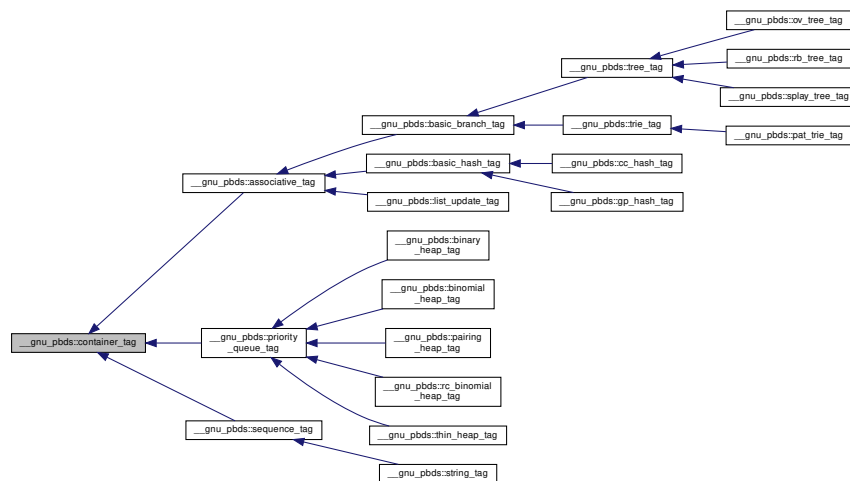 __gnu_pbds::ov_tree_tag
__gnu_pbds::rb_tree_tag
__gnu_pbds::tree_tag
__gnu_pbds::splay_tree_tag
__gnu_pbds::basic_branch_tag
__gnu_pbds::trie_tag
__gnu_pbds::pat_trie_tag
__gnu_pbds::basic_hash_tag
__gnu_pbds::cc_hash_tag
__gnu_pbds::associative_tag
__gnu_pbds::list_update_tag
__gnu_pbds::gp_hash_tag
__gnu_pbds::binary
_heap_tag
__gnu_pbds::binomial
_heap_tag
__gnu_pbds::container_tag
__gnu_pbds::priority
_queue_tag
__gnu_pbds::pairing
_heap_tag
__gnu_pbds::rc_binomial
_heap_tag
__gnu_pbds::sequence_tag
__gnu_pbds::thin_heap_tag
__gnu_pbds::string_tag